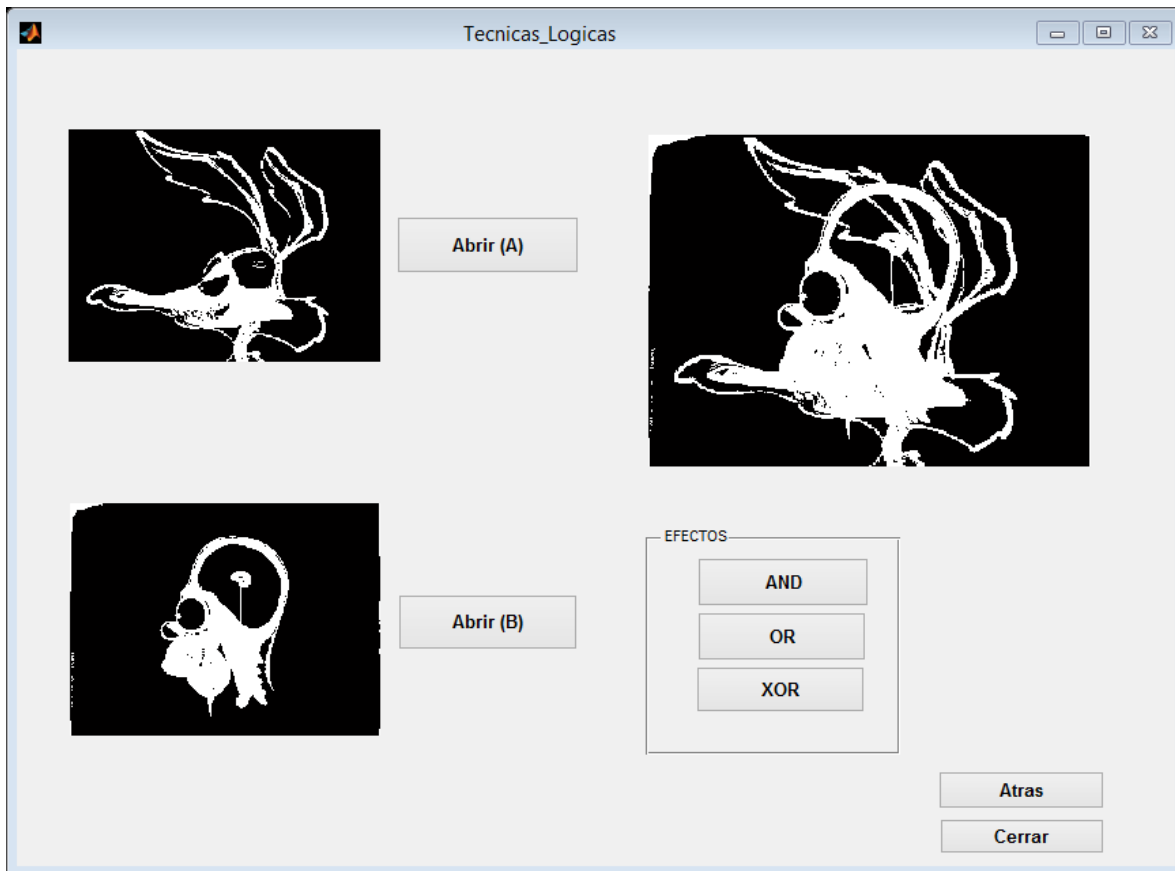 Tecnicas_Logicas
Abrir (A)
Abrir (B)
EFECTOS
AND
OR
XOR
Atras
Cerrar